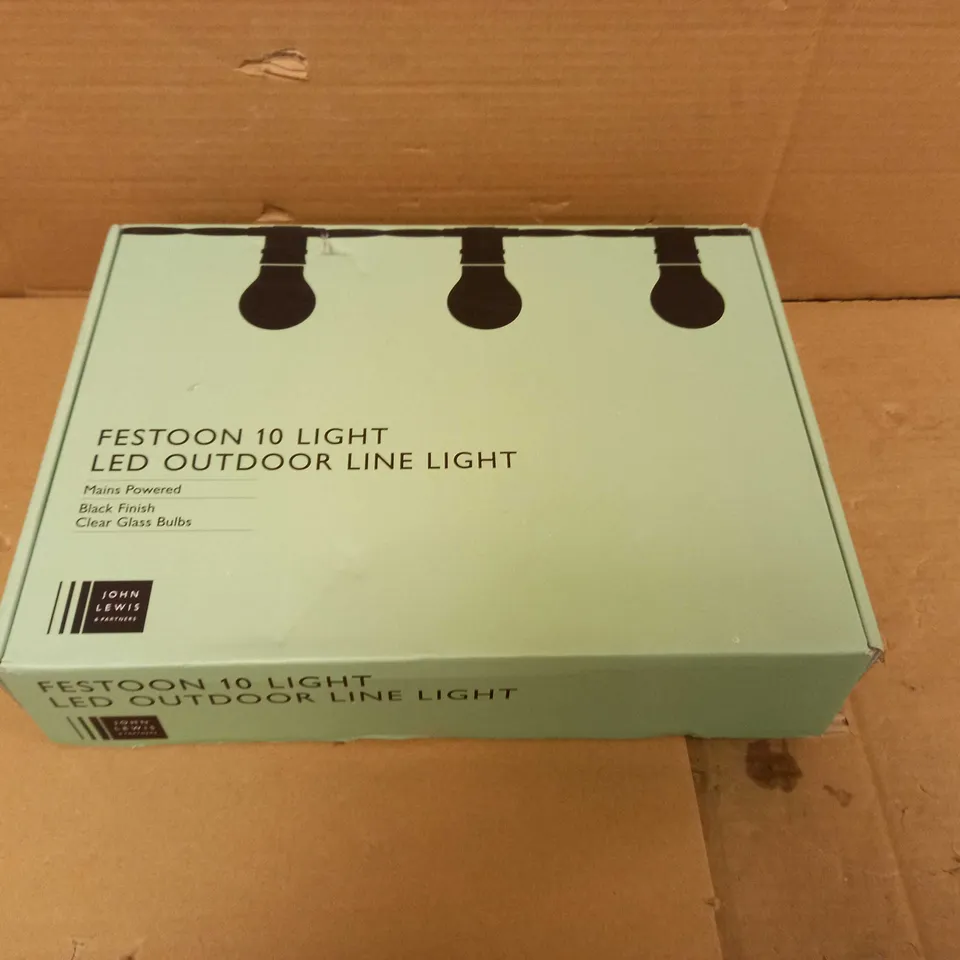 FESTOON 10 LIGHT
LED OUTDOOR LINE LIGHT
Mains Powered
Black Finish
Clear Glass Bulbs
JOHN
LEWIS
& PARTNERS
FESTOON 10 LIGHT
LED OUTDOOR LINE LIGHT
JOHN
LEWIS
& PARTNERS